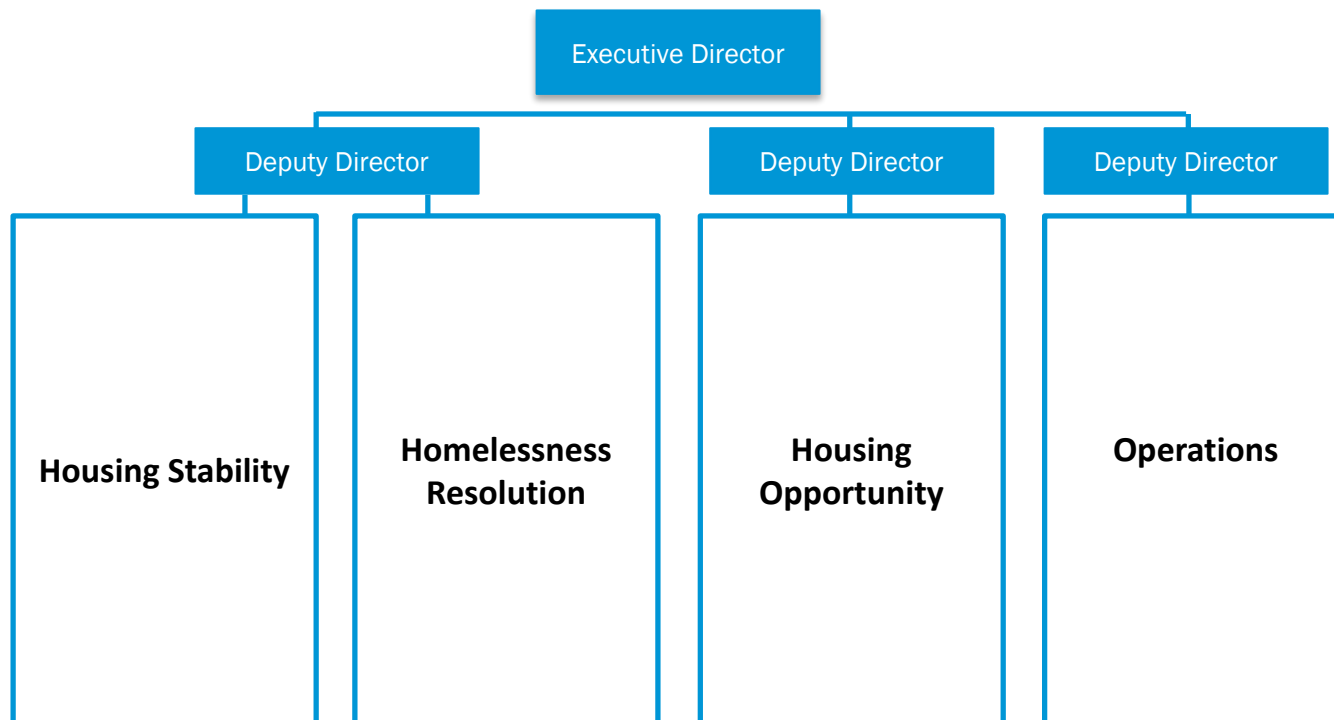 Executive Director
Deputy Director
Deputy Director
Deputy Director
Housing Stability
Homelessness
Resolution
Housing
Opportunity
Operations